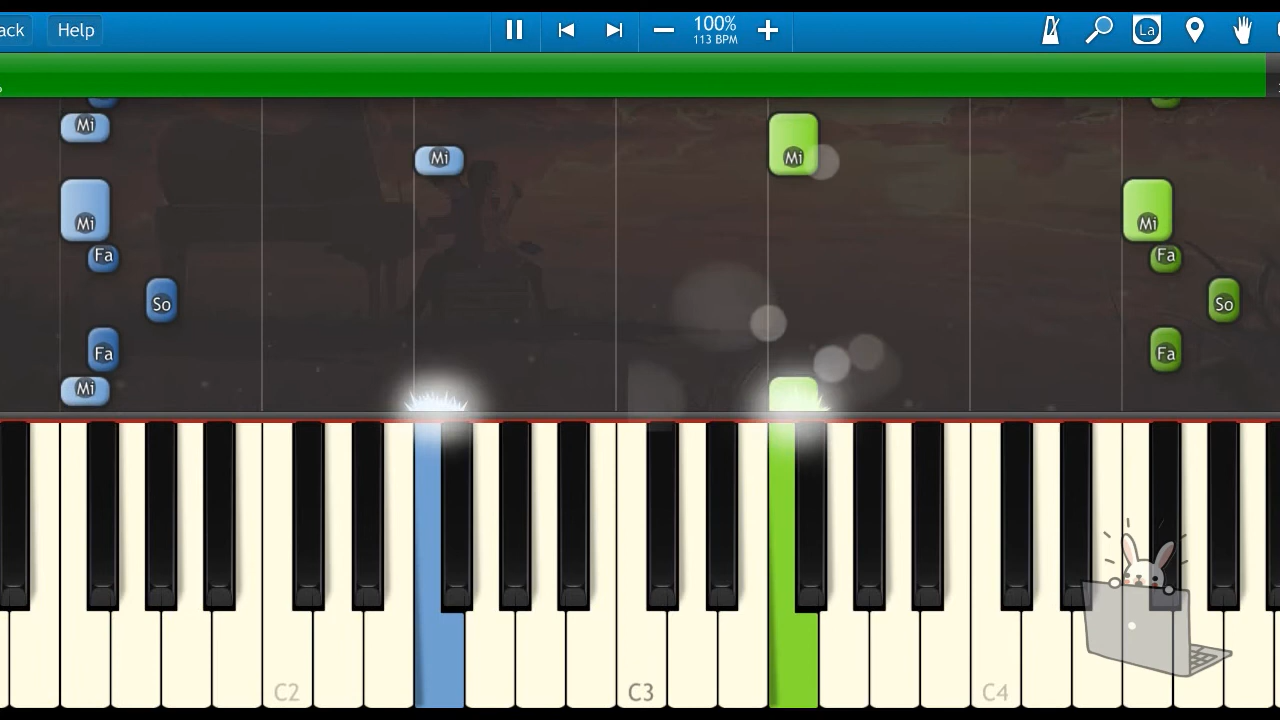 ack Help 100% La
113 BPM
Mi
Mi Mi
Mi Mi
Fa Fa
So So
Fa Fa
Mi
C2 C3 C4